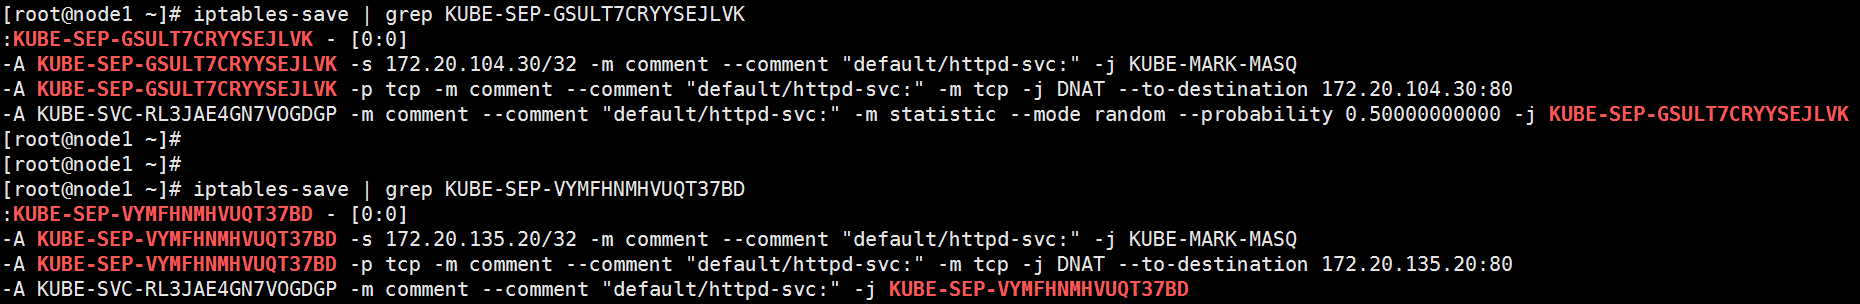 [root@node1 ~]# iptables-save | grep KUBE-SEP-GSULT7CRYYSEJLVK
:KUBE-SEP-GSULT7CRYYSEJLVK - [0:0]
-A KUBE-SEP-GSULT7CRYYSEJLVK -s 172.20.104.30/32 -m comment --comment "default/httpd-svc:" -j KUBE-MARK-MASQ
-A KUBE-SEP-GSULT7CRYYSEJLVK -p tcp -m comment --comment "default/httpd-svc:" -m tcp -j DNAT --to-destination 172.20.104.30:80
-A KUBE-SVC-RL3JAE4GN7VOGDGP -m comment --comment "default/httpd-svc:" -m statistic --mode random --probability 0.50000000000 -j KUBE-SEP-GSULT7CRYYSEJLVK
[root@node1 ~]#
[root@node1 ~]#
[root@node1 ~]# iptables-save | grep KUBE-SEP-VYMFHNMHVUQT37BD
:KUBE-SEP-VYMFHNMHVUQT37BD - [0:0]
-A KUBE-SEP-VYMFHNMHVUQT37BD -s 172.20.135.20/32 -m comment --comment "default/httpd-svc:" -j KUBE-MARK-MASQ
-A KUBE-SEP-VYMFHNMHVUQT37BD -p tcp -m comment --comment "default/httpd-svc:" -m tcp -j DNAT --to-destination 172.20.135.20:80
-A KUBE-SVC-RL3JAE4GN7VOGDGP -m comment --comment "default/httpd-svc:" -j KUBE-SEP-VYMFHNMHVUQT37BD